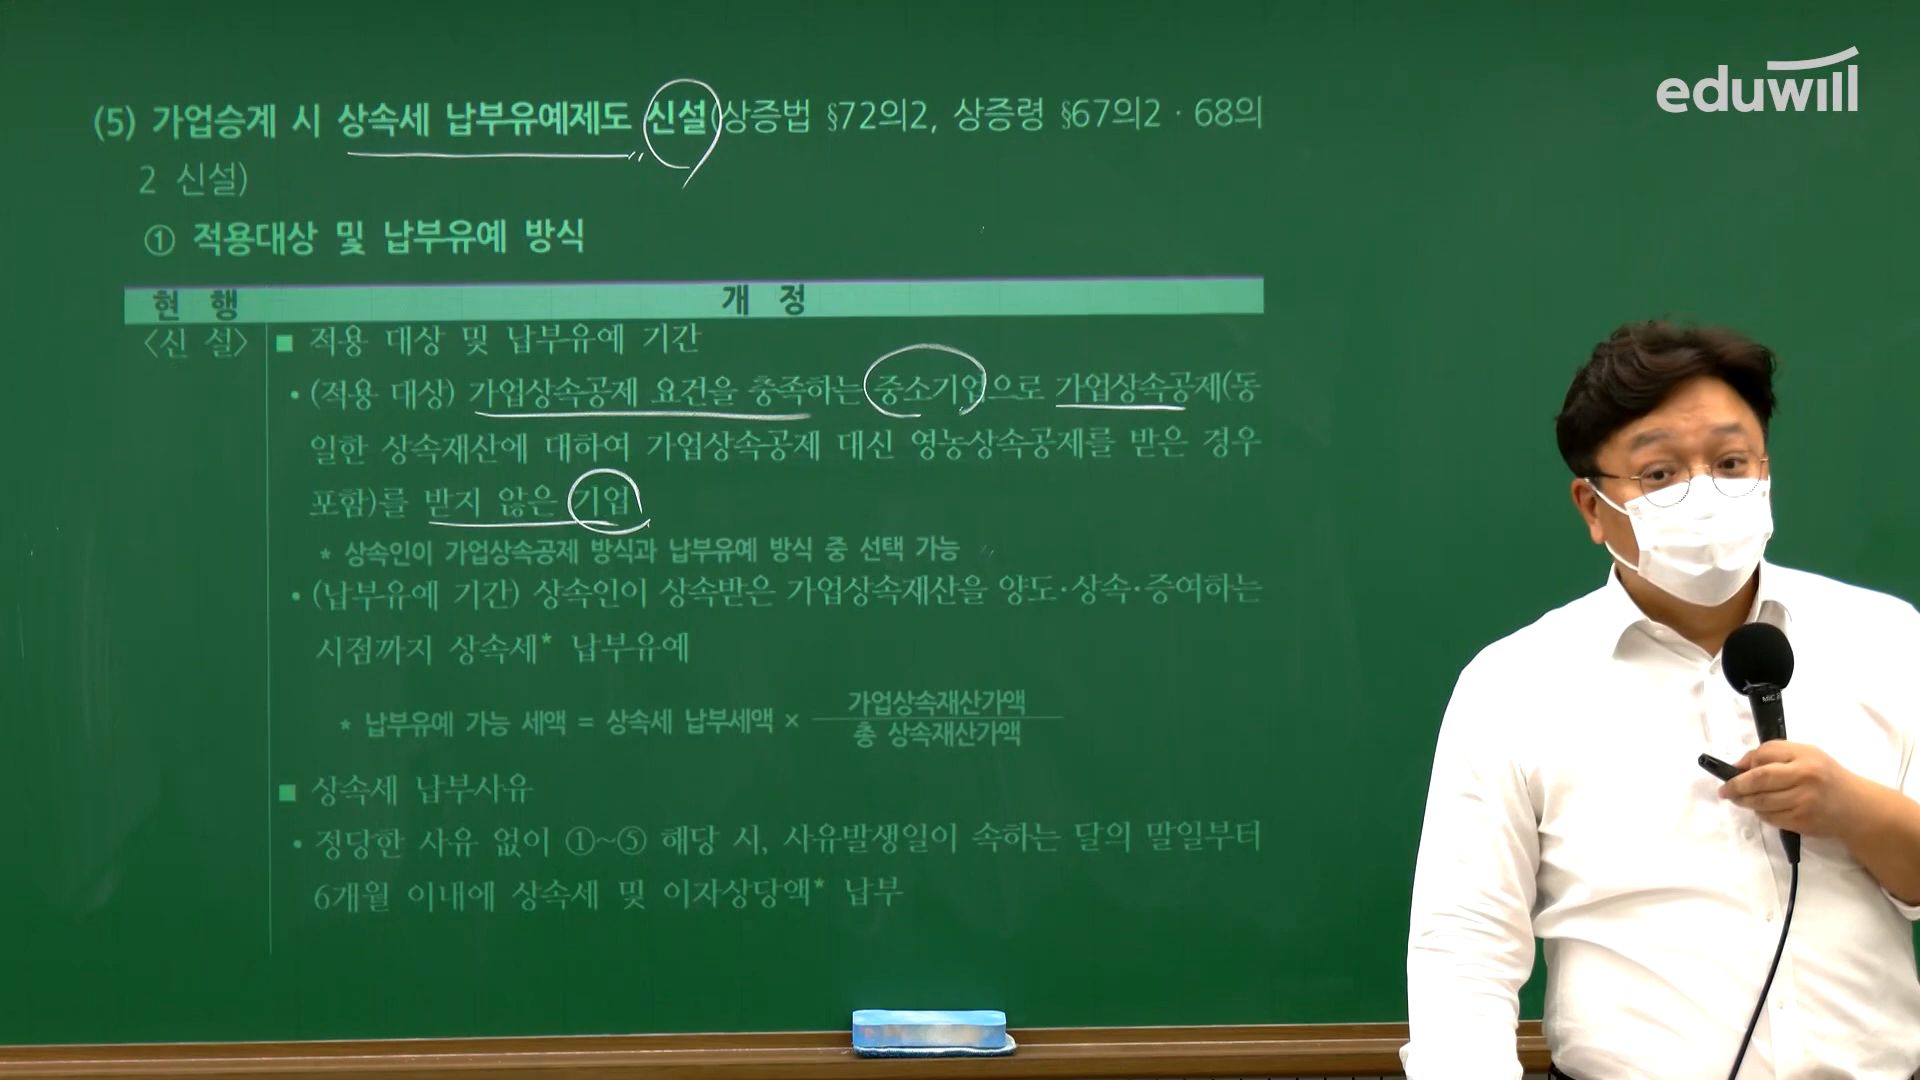 eduwill
(5) 가업승계 시 상속세 납부유예제도 신설(상증법 §72의2, 상증령 §67의2·68의
2 신설)
① 적용대상 및 납부유예 방식
현 행 개 정
<신 설> ■ 적용 대상 및 납부유예 기간
• (적용 대상) 가업상속공제 요건을 충족하는 중소기업으로 가업상속공제(동
일한 상속재산에 대하여 가업상속공제 대신 영농상속공제를 받은 경우
포함)를 받지 않은 기업
* 상속인이 가업상속공제 방식과 납부유예 방식 중 선택 가능
• (납부유예 기간) 상속인이 상속받은 가업상속재산을 양도·상속·증여하는
시점까지 상속세* 납부유예
* 납부유예 가능 세액 = 상속세 납부세액 × 가업상속재산가액
총 상속재산가액
■ 상속세 납부사유
• 정당한 사유 없이 ①~⑤ 해당 시, 사유발생일이 속하는 달의 말일부터
6개월 이내에 상속세 및 이자상당액* 납부